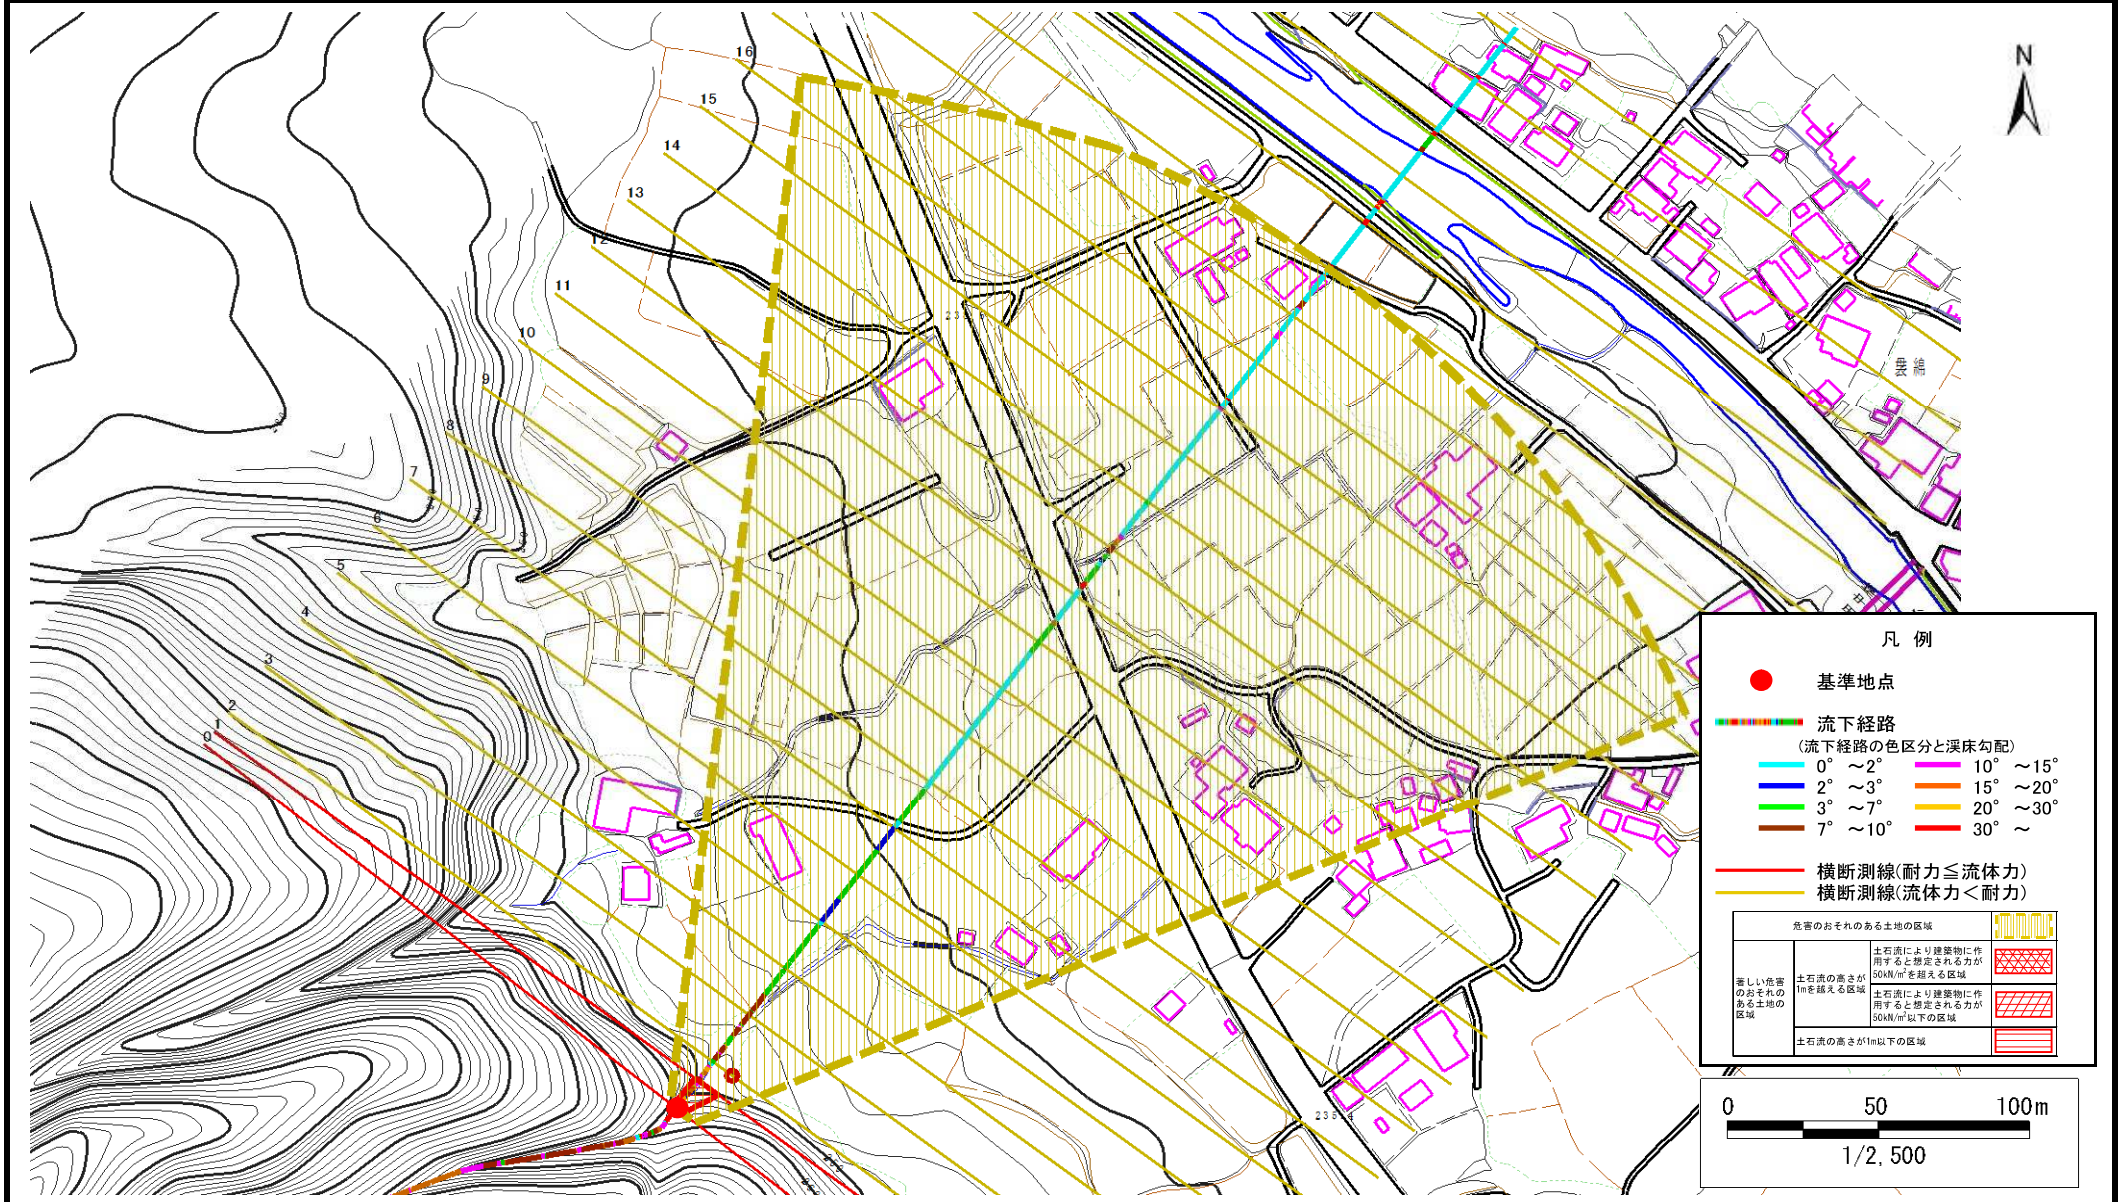 N
16
15
14
13
12
11
10
9
8
7
6
5
4
3
2
1
0
凡 例
基準地点
流下経路
(流下経路の色区分と渓床勾配)
0° ～2° 10° ～15°
2° ～3° 15° ～20°
3° ～7° 20° ～30°
7° ～10° 30° ～
横断測線(耐力≦流体力)
横断測線(流体力＜耐力)
危害のおそれのある土地の区域
著しい危害
のおそれの
ある土地の
区域
土石流の高さが
1mを越える区域
土石流により建築物に作
用すると想定される力が
50kN/㎡を超える区域
土石流により建築物に作
用すると想定される力が
50kN/㎡以下の区域
土石流の高さが1m以下の区域
0 50 100m
1/2,500